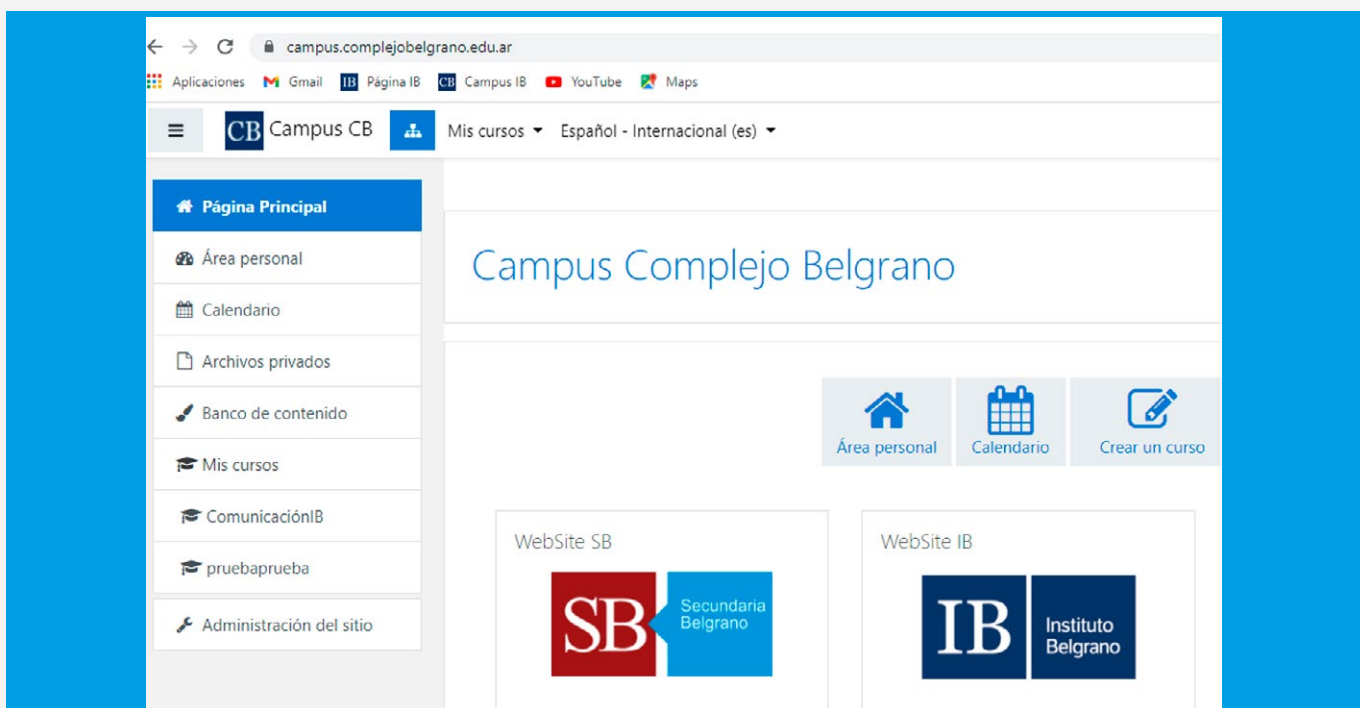 campus.complejobelgrano.edu.ar
Aplicaciones Gmail IB Página IB CB Campus IB YouTube Maps
CB Campus CB Mis cursos Español - Internacional (es)
Página Principal
Área personal
Calendario
Archivos privados
Banco de contenido
Mis cursos
ComunicaciónIB
pruebaprueba
Administración del sitio
Campus Complejo Belgrano
Área personal Calendario Crear un curso
WebSite SB
SB Secundaria
Belgrano
WebSite IB
IB Instituto
Belgrano